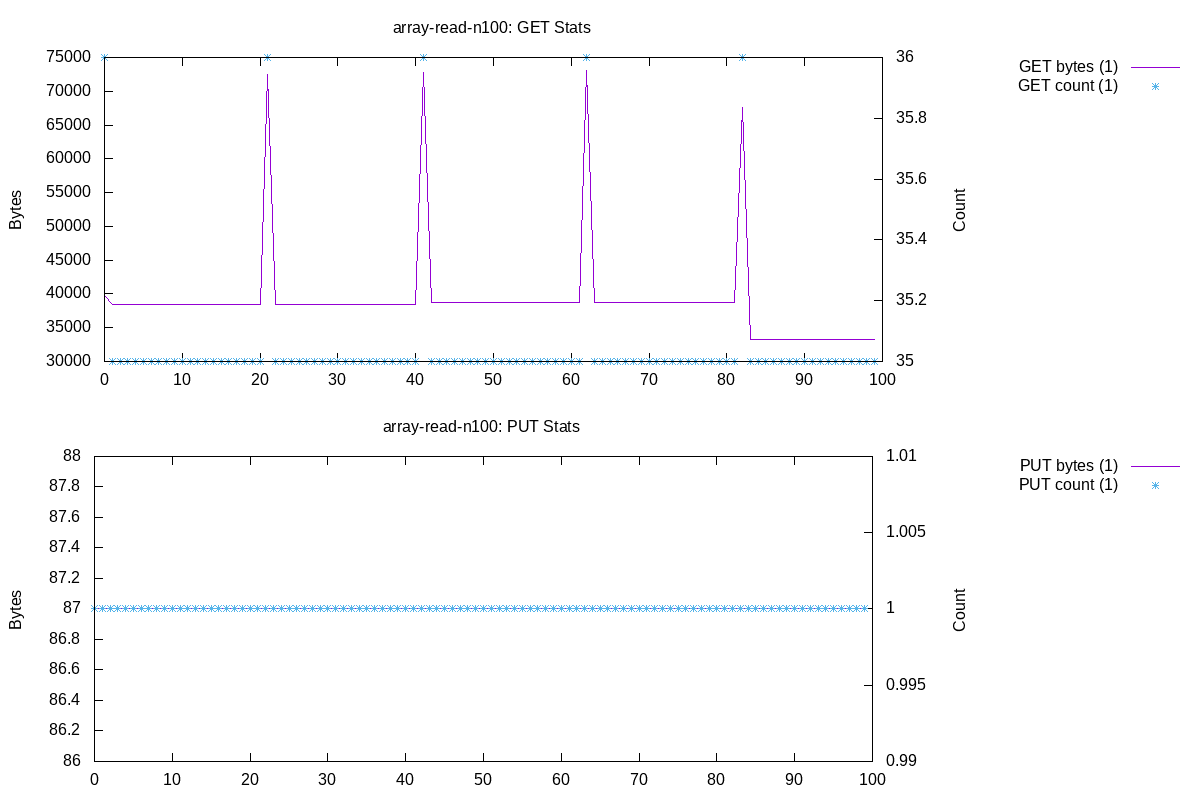 array-read-n100: GET Stats
75000
70000
65000
60000
55000
50000
45000
40000
35000
30000
Bytes
0 10 20 30 40 50 60 70 80 90 100
36
35.8
35.6
35.4
35.2
35
Count
GET bytes (1)
GET count (1)
array-read-n100: PUT Stats
88
87.8
87.6
87.4
87.2
87
86.8
86.6
86.4
86.2
86
Bytes
0 10 20 30 40 50 60 70 80 90 100
1.01
1.005
1
0.995
0.99
Count
PUT bytes (1)
PUT count (1)